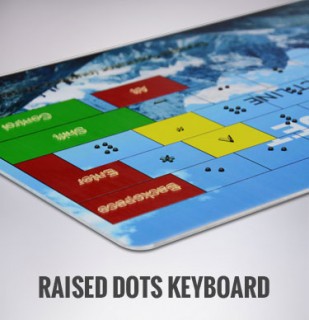 Alt
Control
Shift
Enter
Backspace
RAISED DOTS KEYBOARD